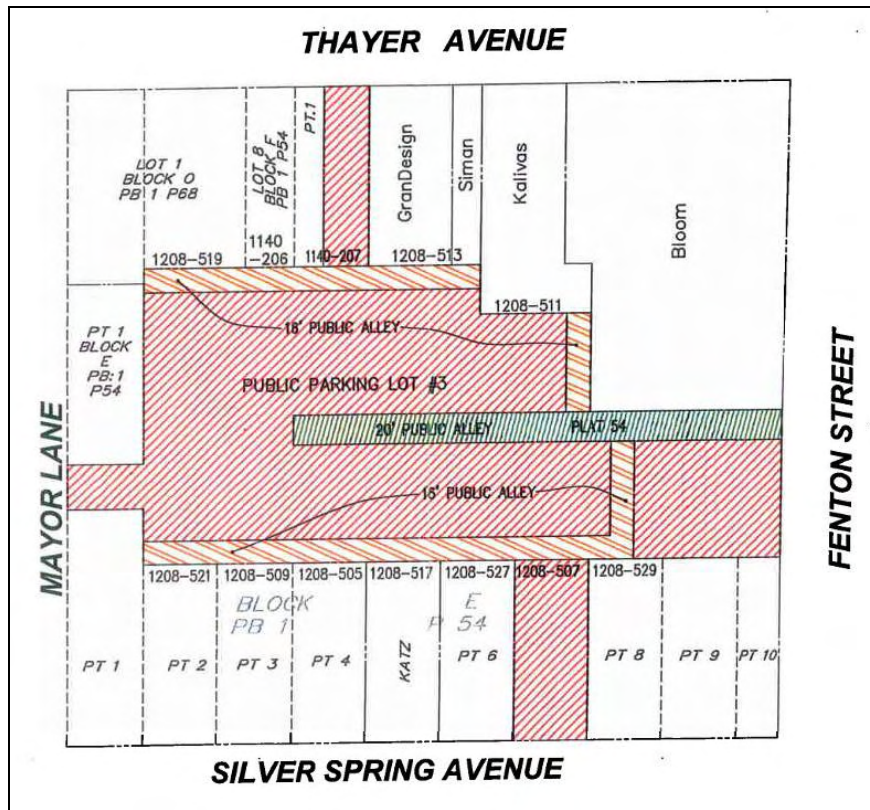 THAYER AVENUE
LOT 1
BLOCK O
PB 1 P68
LOT 8
BLOCK F
PB 1 P54
PT.1
GranDesign
Siman
Kalivas
Bloom
1208-519
1140
-206
1140-207
1208-513
1208-511
PT 1
BLOCK
E
PB:1
P54
PUBLIC ALLEY
PUBLIC PARKING LOT #3
20' PUBLIC ALLEY
PLAT 54
15' PUBLIC ALLEY
MAYOR LANE
FENTON STREET
1208-521
1208-509
1208-505
1208-517
1208-527
1208-507
1208-529
BLOCK
E
PB 1
P 54
PT 1
PT 2
PT 3
PT 4
KATZ
PT 6
PT 8
PT 9
PT 10
SILVER SPRING AVENUE